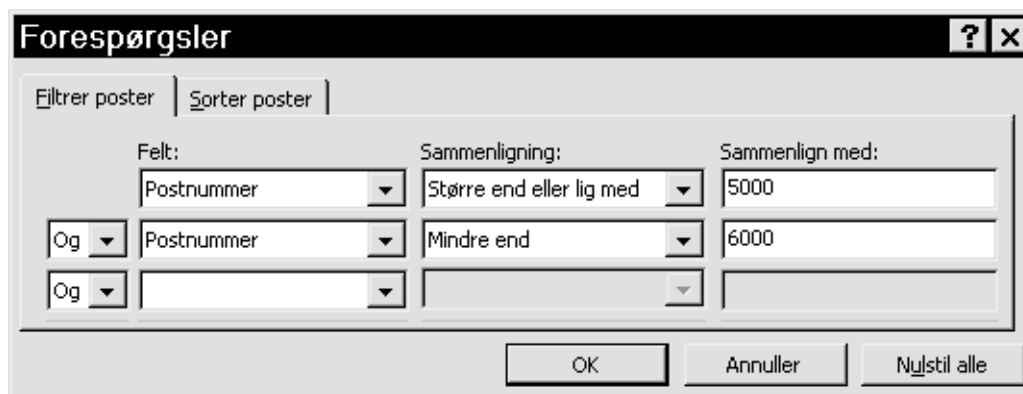 Forespørgsler
Filtrer poster Sorter poster
Felt: Sammenligning: Sammenlign med:
Postnummer Større end eller lig med 5000
Og Postnummer Mindre end 6000
Og
OK Annuller Nulstil alle